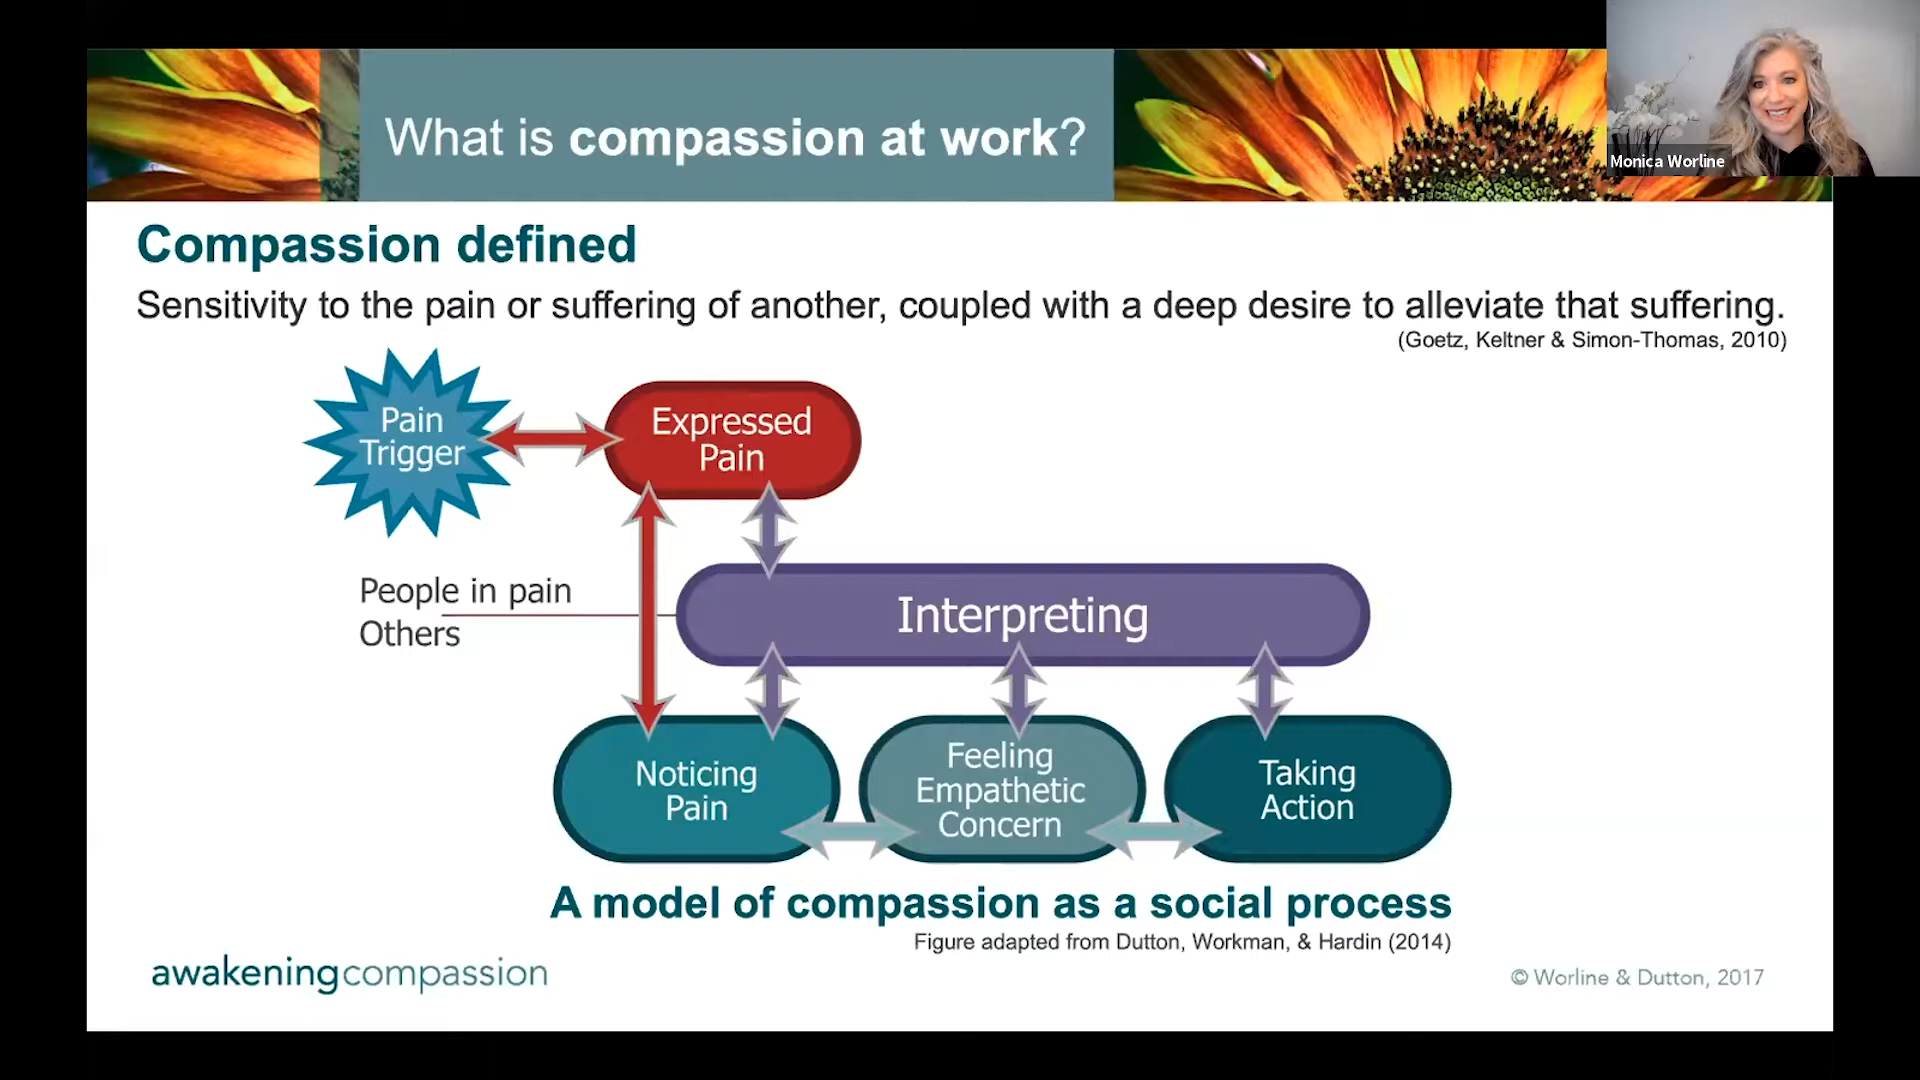 What is compassion at work?
Monica Worline
Compassion defined
Sensitivity to the pain or suffering of another, coupled with a deep desire to alleviate that suffering.
(Goetz, Keltner & Simon-Thomas, 2010)
Pain
Trigger
Expressed
Pain
People in pain
Others
Interpreting
Noticing
Pain
Feeling
Empathetic
Concern
Taking
Action
A model of compassion as a social process
Figure adapted from Dutton, Workman, & Hardin (2014)
awakeningcompassion
© Worline & Dutton, 2017